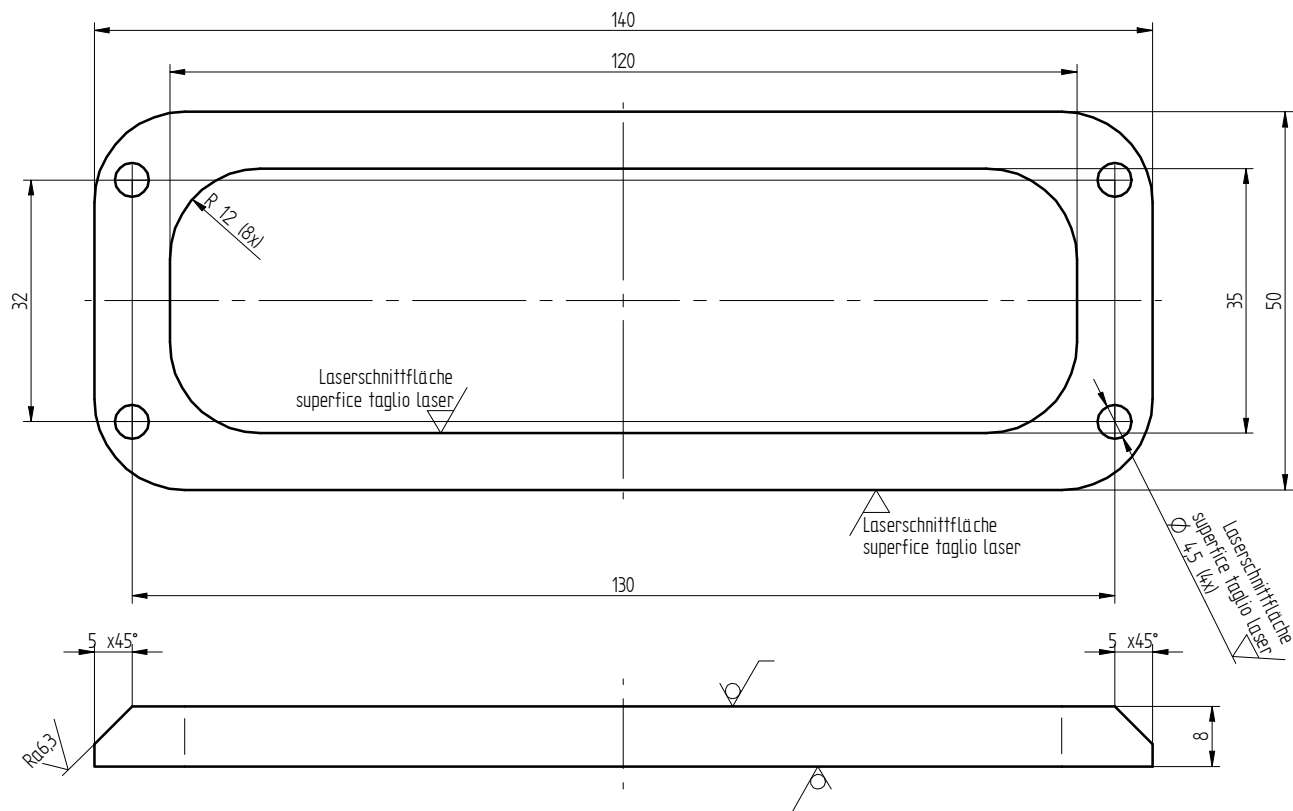 140
120
R 12 (8x)
32
35
50
Laserschnittfläche
superfice taglio laser
Laserschnittfläche
superfice taglio laser
Laserschnittfläche
superfice taglio laser
Ø 4,5 (4x)
130
5 x45°
5 x45°
Ra6,3
8